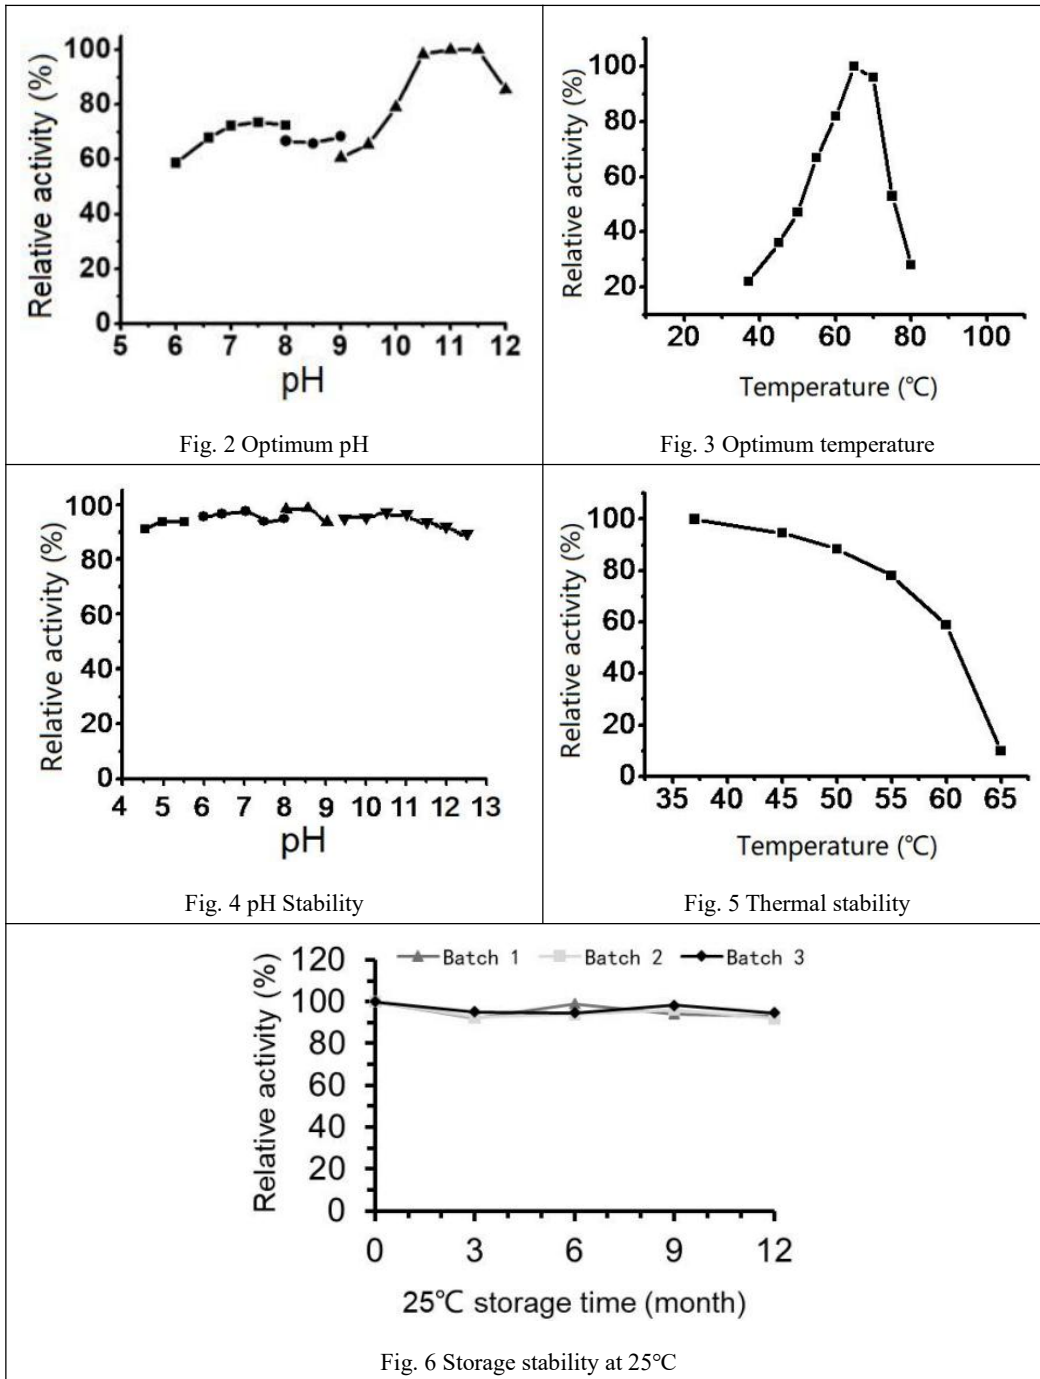 Relative activity (%)
100
80
60
40
20
0
5 6 7 8 9 10 11 12
pH
Fig. 2 Optimum pH
Relative activity (%)
100
80
60
40
20
20 40 60 80 100
Temperature (℃)
Fig. 3 Optimum temperature
Relative activity (%)
100
80
60
40
20
0
4 5 6 7 8 9 10 11 12 13
pH
Fig. 4 pH Stability
Relative activity (%)
100
80
60
40
20
0
35 40 45 50 55 60 65
Temperature (℃)
Fig. 5 Thermal stability
Batch 1 Batch 2 Batch 3
Relative activity (%)
120
100
80
60
40
20
0
0 3 6 9 12
25℃ storage time (month)
Fig. 6 Storage stability at 25℃